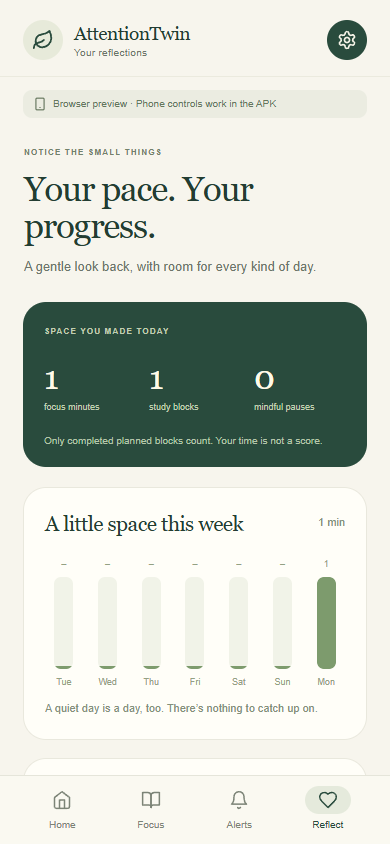 AttentionTwin
Your reflections
Browser preview · Phone controls work in the APK
NOTICE THE SMALL THINGS
Your pace. Your
progress.
A gentle look back, with room for every kind of day.
SPACE YOU MADE TODAY
1 1 0
focus minutes study blocks mindful pauses
Only completed planned blocks count. Your time is not a score.
A little space this week 1 min
– – – – – – 1
Tue Wed Thu Fri Sat Sun Mon
A quiet day is a day, too. There's nothing to catch up on.
Home Focus Alerts Reflect